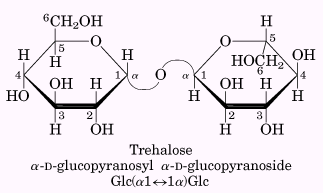 ⁶CH₂OH H
H 5 O H H O 5 H
HOCH₂ OH
4 OH H 1 α O α 1 OH H 6 4
HO H
3 2 2 3
H OH OH H
Trehalose
α-D-glucopyranosyl α-D-glucopyranoside
Glc(α1↔1α)Glc